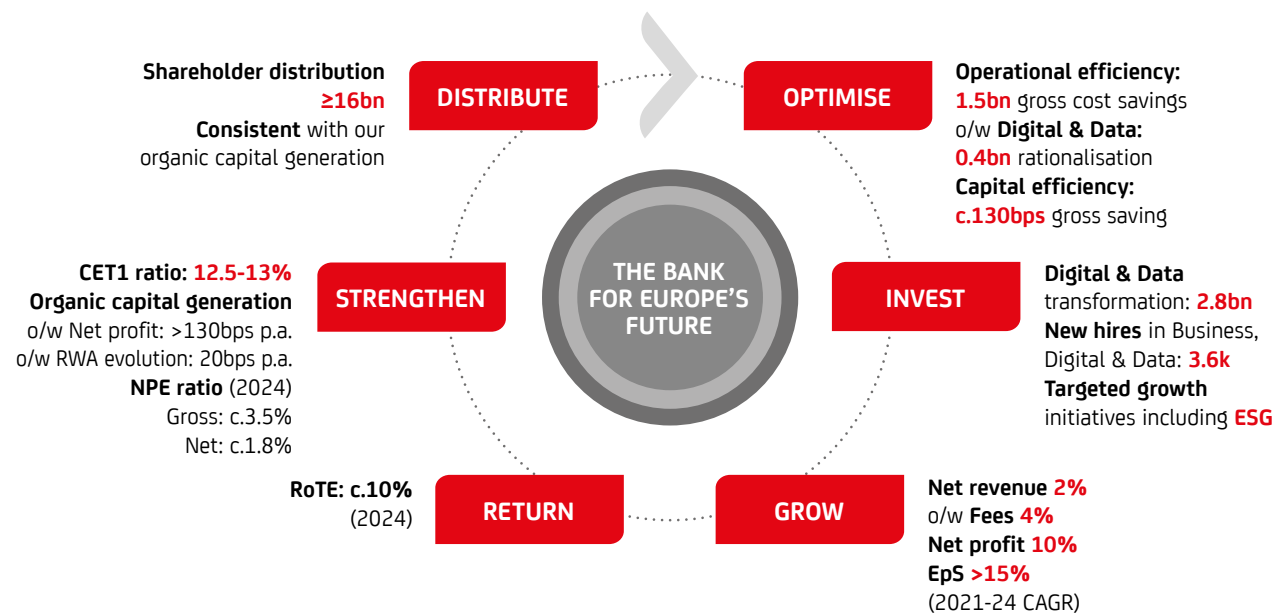 THE BANK
FOR EUROPE'S
FUTURE
OPTIMISE
Operational efficiency:
1.5bn gross cost savings
o/w Digital & Data:
0.4bn rationalisation
Capital efficiency:
c.130bps gross saving
INVEST
Digital & Data
transformation: 2.8bn
New hires in Business,
Digital & Data: 3.6k
Targeted growth
initiatives including ESG
GROW
Net revenue 2%
o/w Fees 4%
Net profit 10%
EpS >15%
(2021-24 CAGR)
RETURN
RoTE: c.10%
(2024)
STRENGTHEN
CET1 ratio: 12.5-13%
Organic capital generation
o/w Net profit: >130bps p.a.
o/w RWA evolution: 20bps p.a.
NPE ratio (2024)
Gross: c.3.5%
Net: c.1.8%
DISTRIBUTE
Shareholder distribution
≥16bn
Consistent with our
organic capital generation